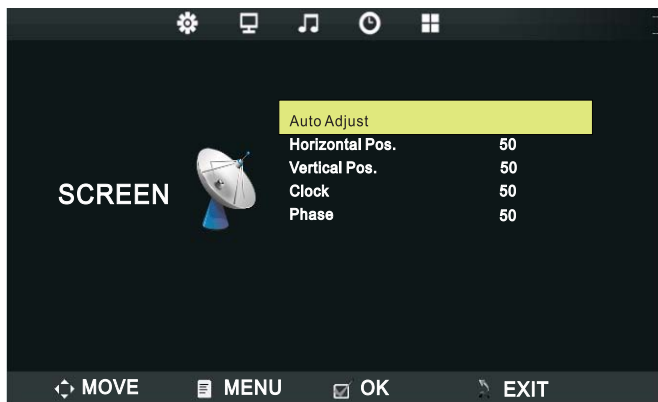 Auto Adjust
Horizontal Pos. 50
Vertical Pos. 50
SCREEN
Clock 50
Phase 50
MOVE MENU OK EXIT